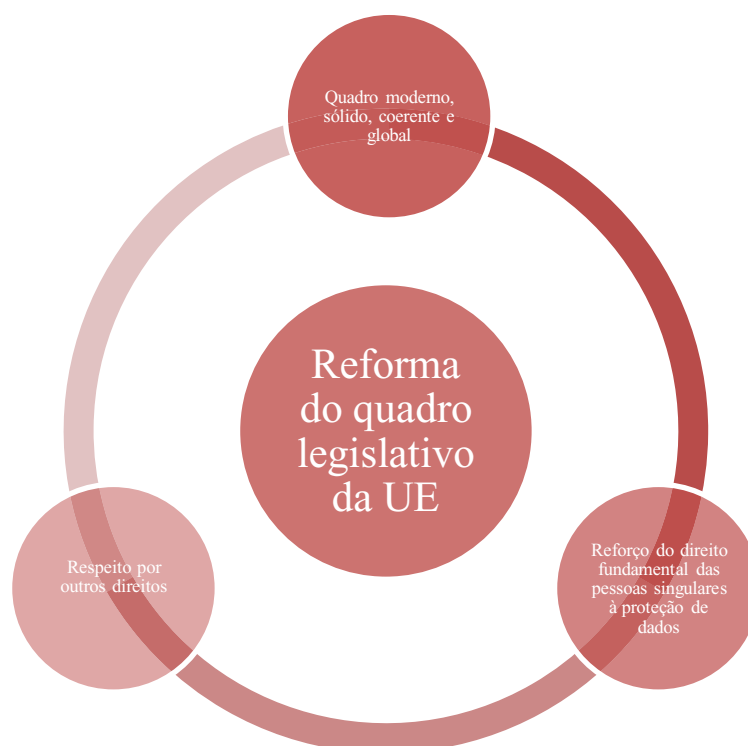 Quadro moderno,
sólido, coerente e
global
Reforma
do quadro
legislativo
da UE
Respeito por
outros direitos
Reforço do direito
fundamental das
pessoas singulares
à proteção de
dados